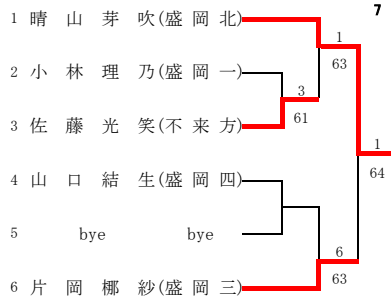 7
1 晴 山 芽 吹(盛 岡 北)
1
63
2 小 林 理 乃(盛 岡 一)
3
61
3 佐 藤 光 笑(不 来 方)
1
64
4 山 口 結 生(盛 岡 四)
5 bye bye
6
63
6 片 岡 梛 紗(盛 岡 三)